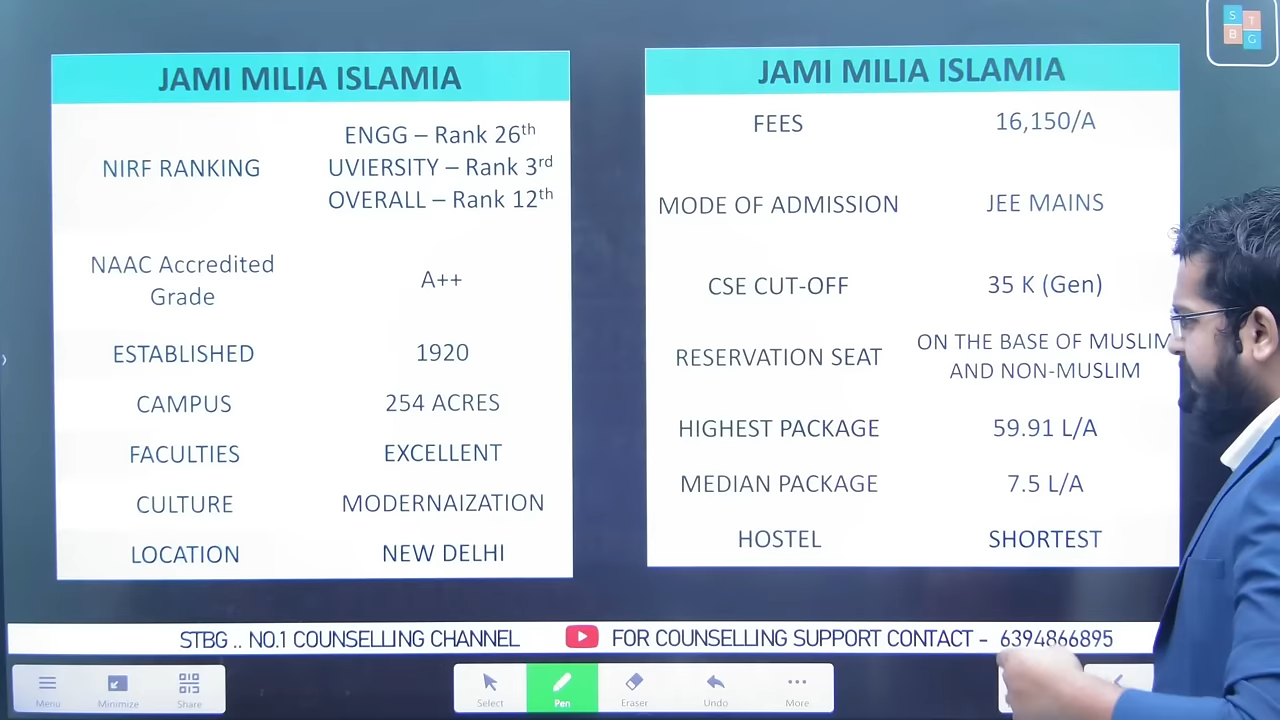 S T
B G
JAMI MILIA ISLAMIA
NIRF RANKING
ENGG – Rank 26th
UVIERSITY – Rank 3rd
OVERALL – Rank 12th
NAAC Accredited
Grade
A++
ESTABLISHED 1920
CAMPUS 254 ACRES
FACULTIES EXCELLENT
CULTURE MODERNAIZATION
LOCATION NEW DELHI
JAMI MILIA ISLAMIA
FEES 16,150/A
MODE OF ADMISSION JEE MAINS
CSE CUT-OFF 35 K (Gen)
RESERVATION SEAT
ON THE BASE OF MUSLIM
AND NON-MUSLIM
HIGHEST PACKAGE 59.91 L/A
MEDIAN PACKAGE 7.5 L/A
HOSTEL SHORTEST
STBG .. NO.1 COUNSELLING CHANNEL FOR COUNSELLING SUPPORT CONTACT - 6394866895
Menu Minimize Share Select Pen Eraser Undo More